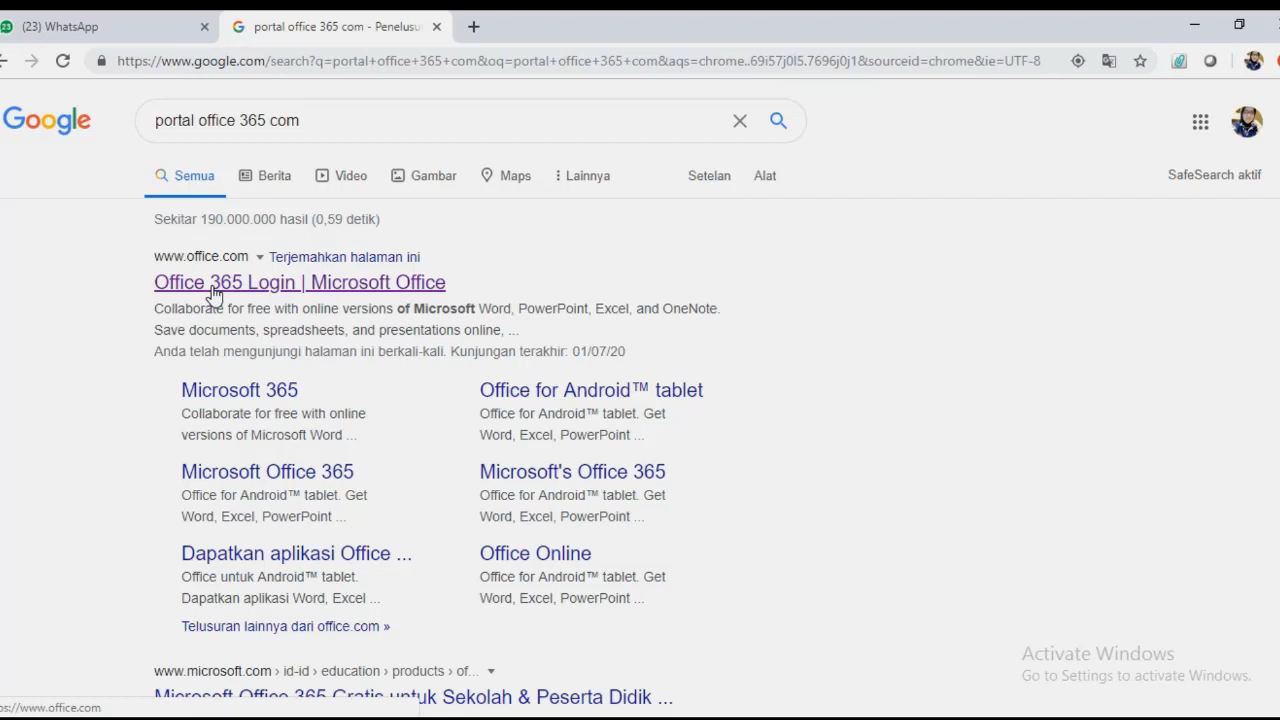 23
(23) WhatsApp
portal office 365 com - Penelusu
https://www.google.com/search?q=portal+office+365+com&oq=portal+office+365+com&aqs=chrome..69i57j0l5.7696j0j1&sourceid=chrome&ie=UTF-8
Google
portal office 365 com
Semua
Berita
Video
Gambar
Maps
Lainnya
Setelan
Alat
SafeSearch aktif
Sekitar 190.000.000 hasil (0,59 detik)
www.office.com
Terjemahkan halaman ini
Office 365 Login | Microsoft Office
Collaborate for free with online versions of Microsoft Word, PowerPoint, Excel, and OneNote.
Save documents, spreadsheets, and presentations online, ...
Anda telah mengunjungi halaman ini berkali-kali. Kunjungan terakhir: 01/07/20
Microsoft 365
Collaborate for free with online
versions of Microsoft Word ...
Office for Android™ tablet
Office for Android™ tablet. Get
Word, Excel, PowerPoint ...
Microsoft Office 365
Office for Android™ tablet. Get
Word, Excel, PowerPoint ...
Microsoft's Office 365
Office for Android™ tablet. Get
Word, Excel, PowerPoint ...
Dapatkan aplikasi Office ...
Office untuk Android™ tablet.
Dapatkan aplikasi Word, Excel ...
Office Online
Office for Android™ tablet. Get
Word, Excel, PowerPoint ...
Telusuran lainnya dari office.com »
www.microsoft.com › id-id › education › products › of...
Microsoft Office 365 Gratis untuk Sekolah & Peserta Didik ...
Activate Windows
Go to Settings to activate Windows.
ps://www.office.com